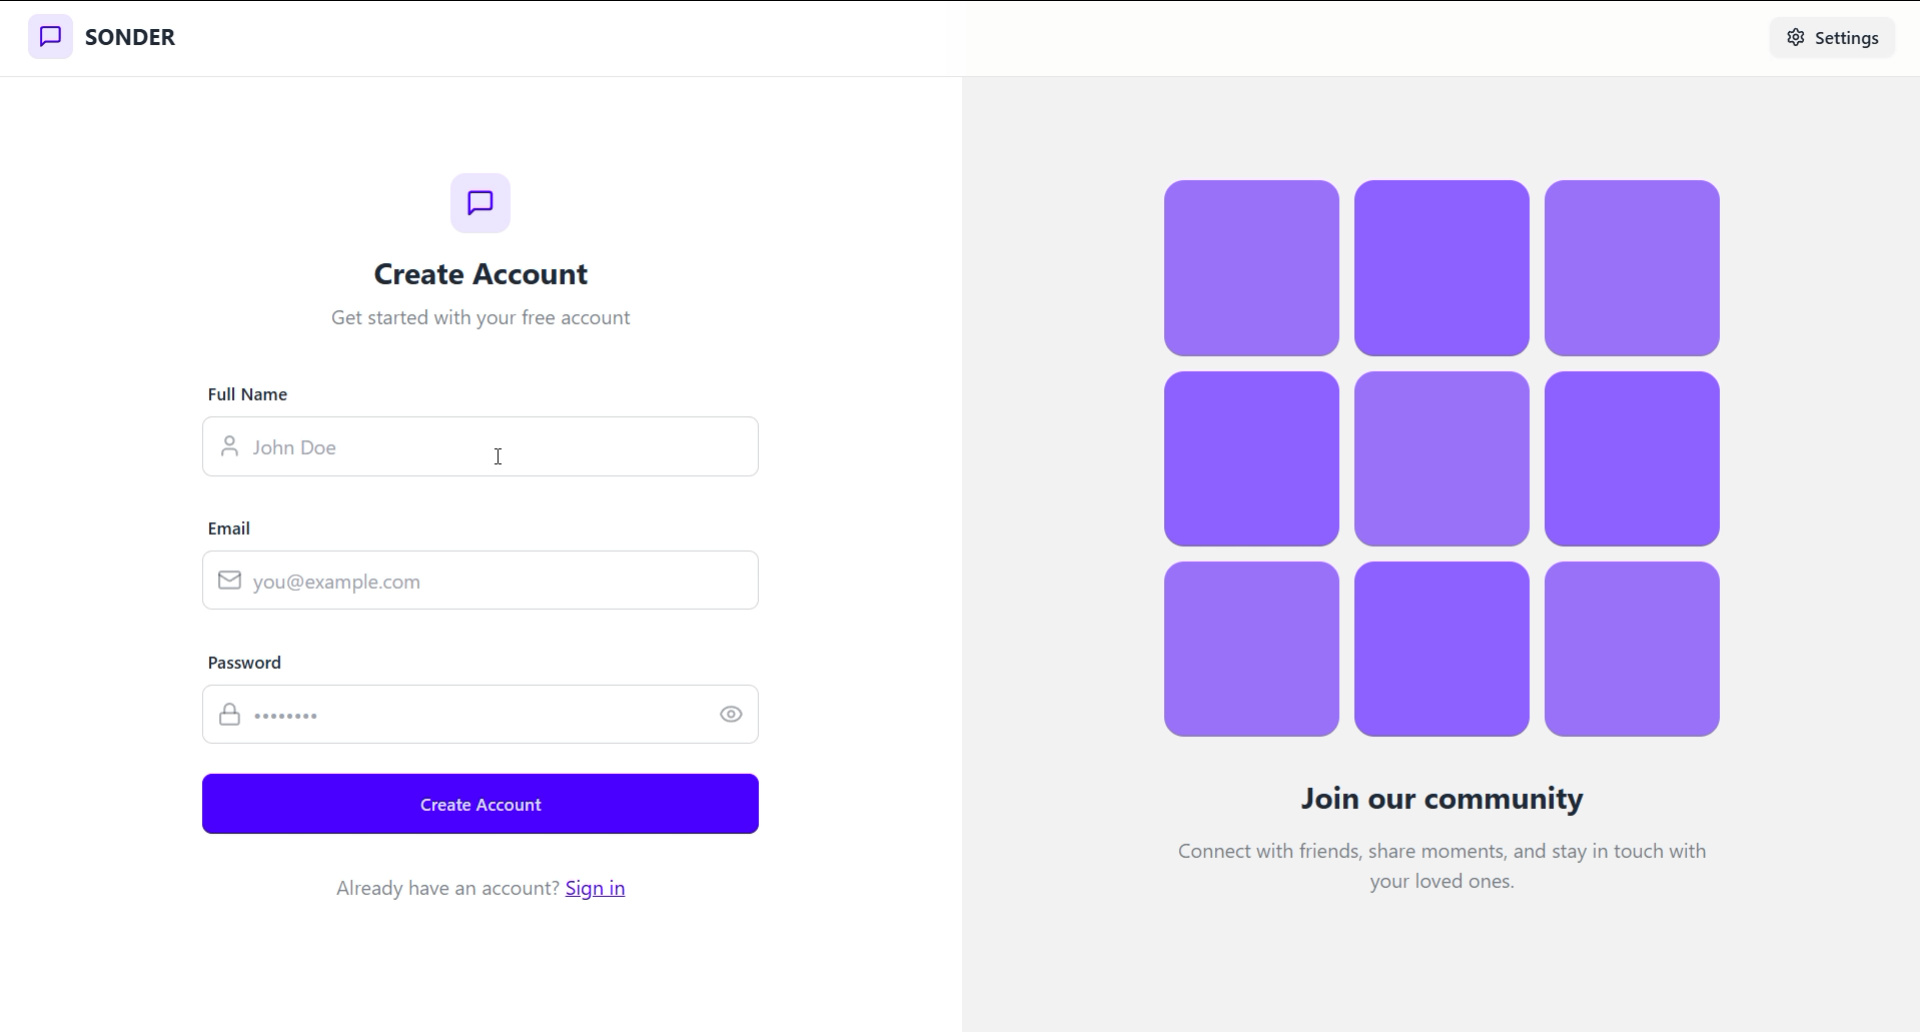 SONDER
Settings
Create Account
Get started with your free account
Full Name
John Doe
Email
you@example.com
Password
••••••••
Create Account
Already have an account? Sign in
Join our community
Connect with friends, share moments, and stay in touch with
your loved ones.